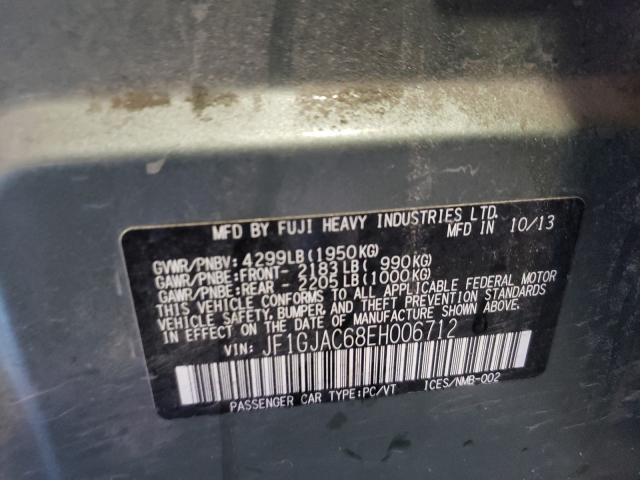 MFD BY FUJI HEAVY INDUSTRIES LTD.
MFD IN 10/13
GVWR/PNBV: 4299LB(1950KG)
GAWR/PNBE:FRONT- 2183LB( 990KG)
GAWR/PNBE:REAR - 2205LB(1000KG)
THIS VEHICLE CONFORMS TO ALL APPLICABLE FEDERAL MOTOR
VEHICLE SAFETY, BUMPER, AND THEFT PREVENTION STANDARDS
IN EFFECT ON THE DATE OF MANUFACTURE SHOWN ABOVE.
VIN: JF1GJAC68EH006712
PASSENGER CAR TYPE:PC/VT ICES/NMB-002